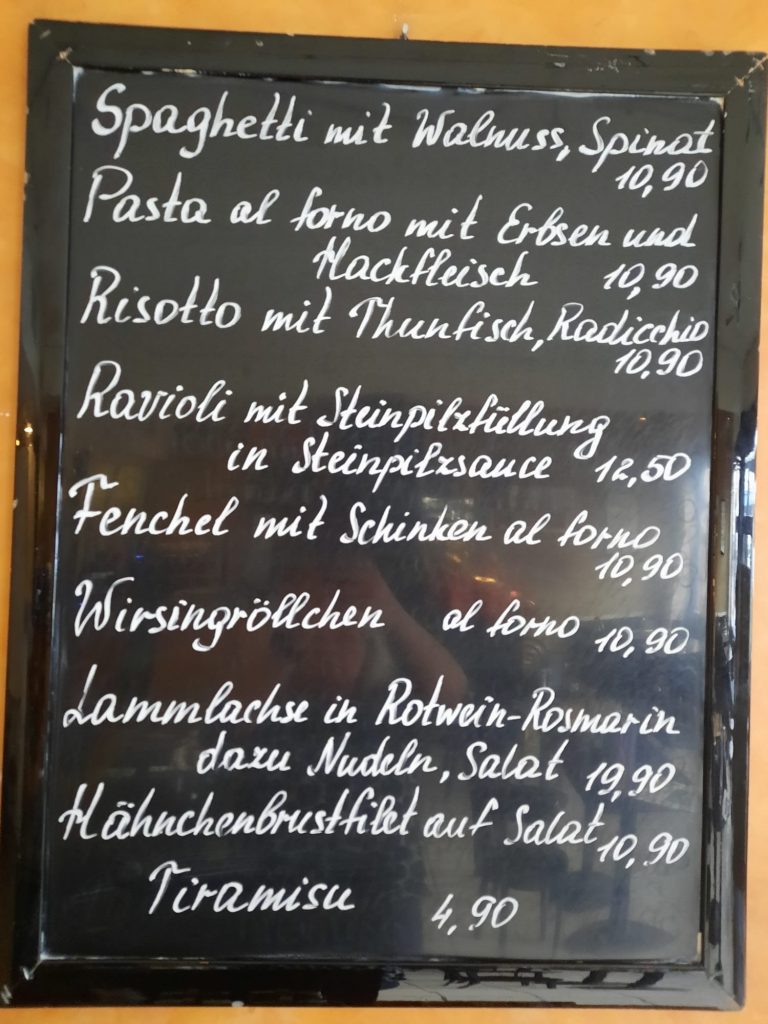 Spaghetti mit Walnuss, Spinat
10,90
Pasta al forno mit Erbsen und
Hackfleisch 10,90
Risotto mit Thunfisch, Radicchio
10,90
Ravioli mit Steinpilzfüllung
in Steinpilzsauce 12,50
Fenchel mit Schinken al forno
10,90
Wirsingröllchen al forno 10,90
Lammlachse in Rotwein-Rosmarin
dazu Nudeln, Salat 19,90
Hähnchenbrustfilet auf Salat 10,90
Tiramisu 4,90